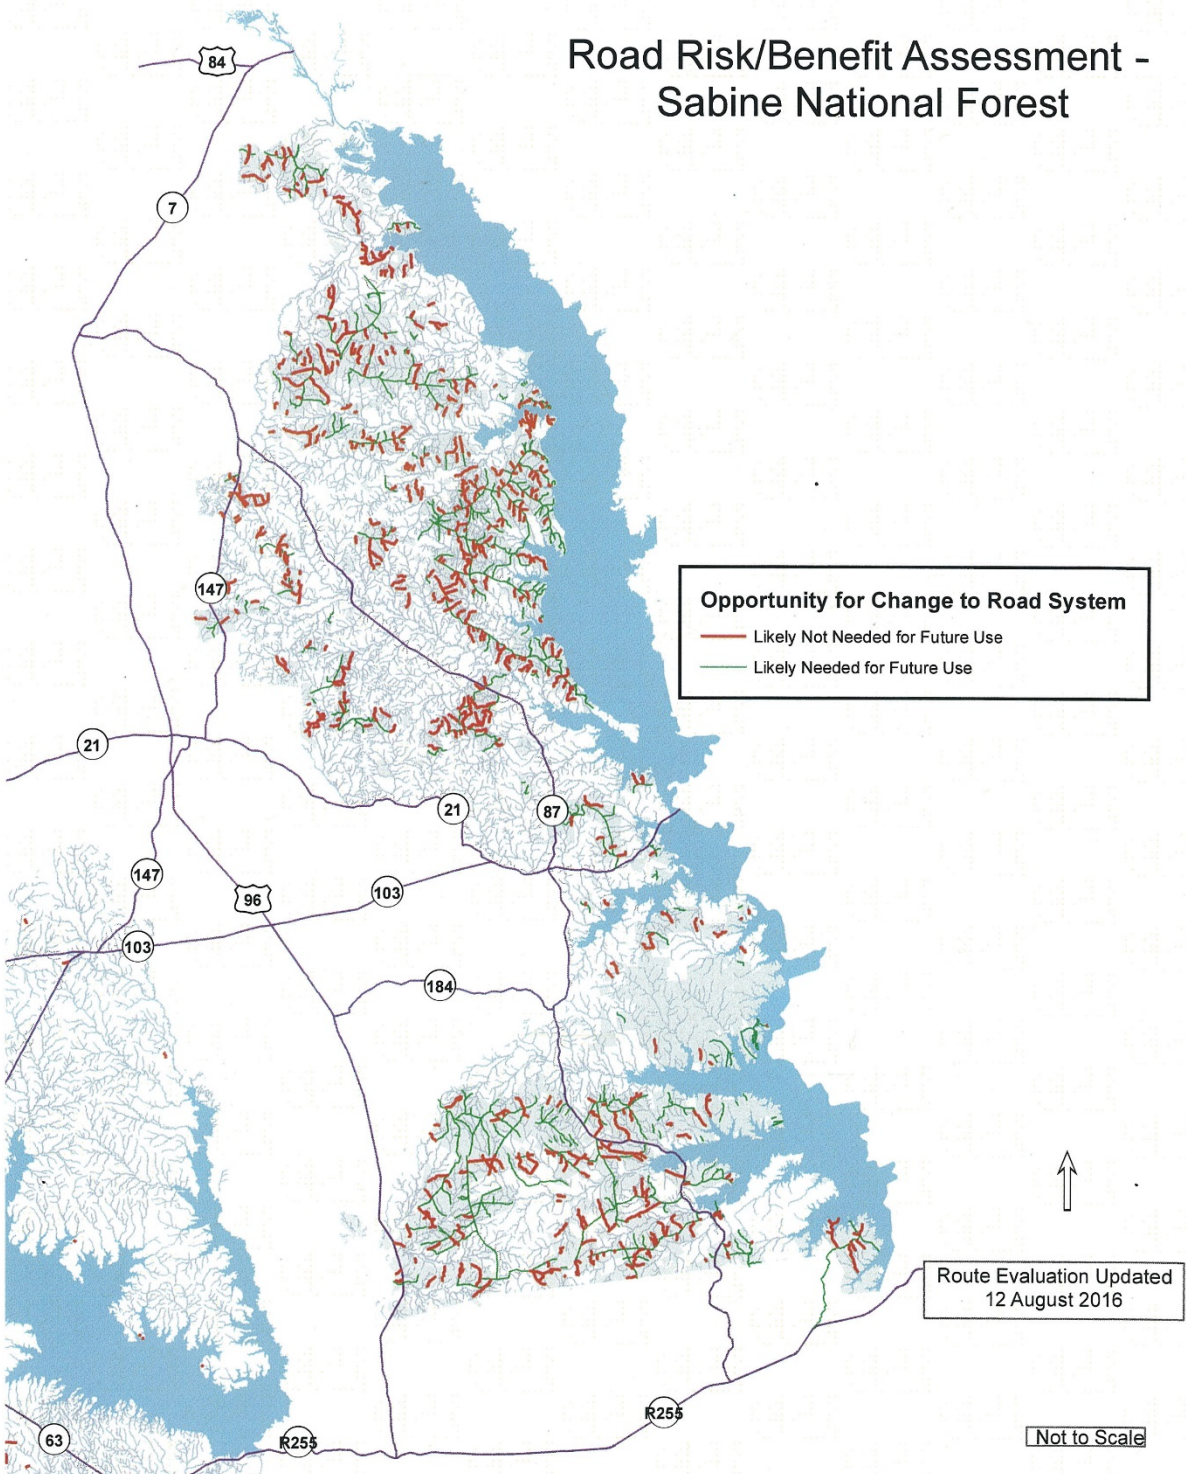 Road Risk/Benefit Assessment -
Sabine National Forest
84
7
147
Opportunity for Change to Road System
Likely Not Needed for Future Use
Likely Needed for Future Use
21
21
87
147
96
103
103
184
Route Evaluation Updated
12 August 2016
R255
R255
63
Not to Scale